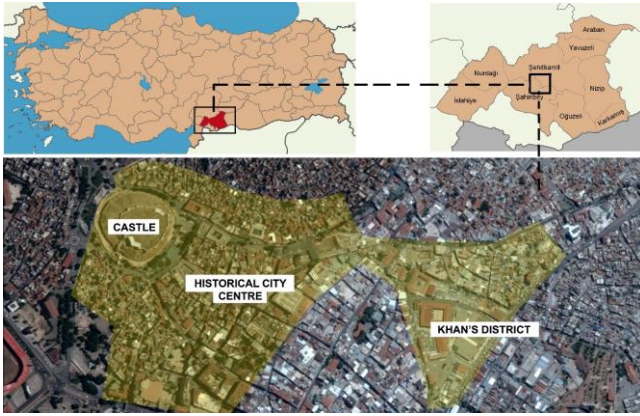 Araban
Yavuzeli
Nurdağı
Şehitkamil
İslahiye
Şahinbey
Nizip
Oğuzeli
Karkamış
CASTLE
HISTORICAL CITY
CENTRE
KHAN'S DISTRICT